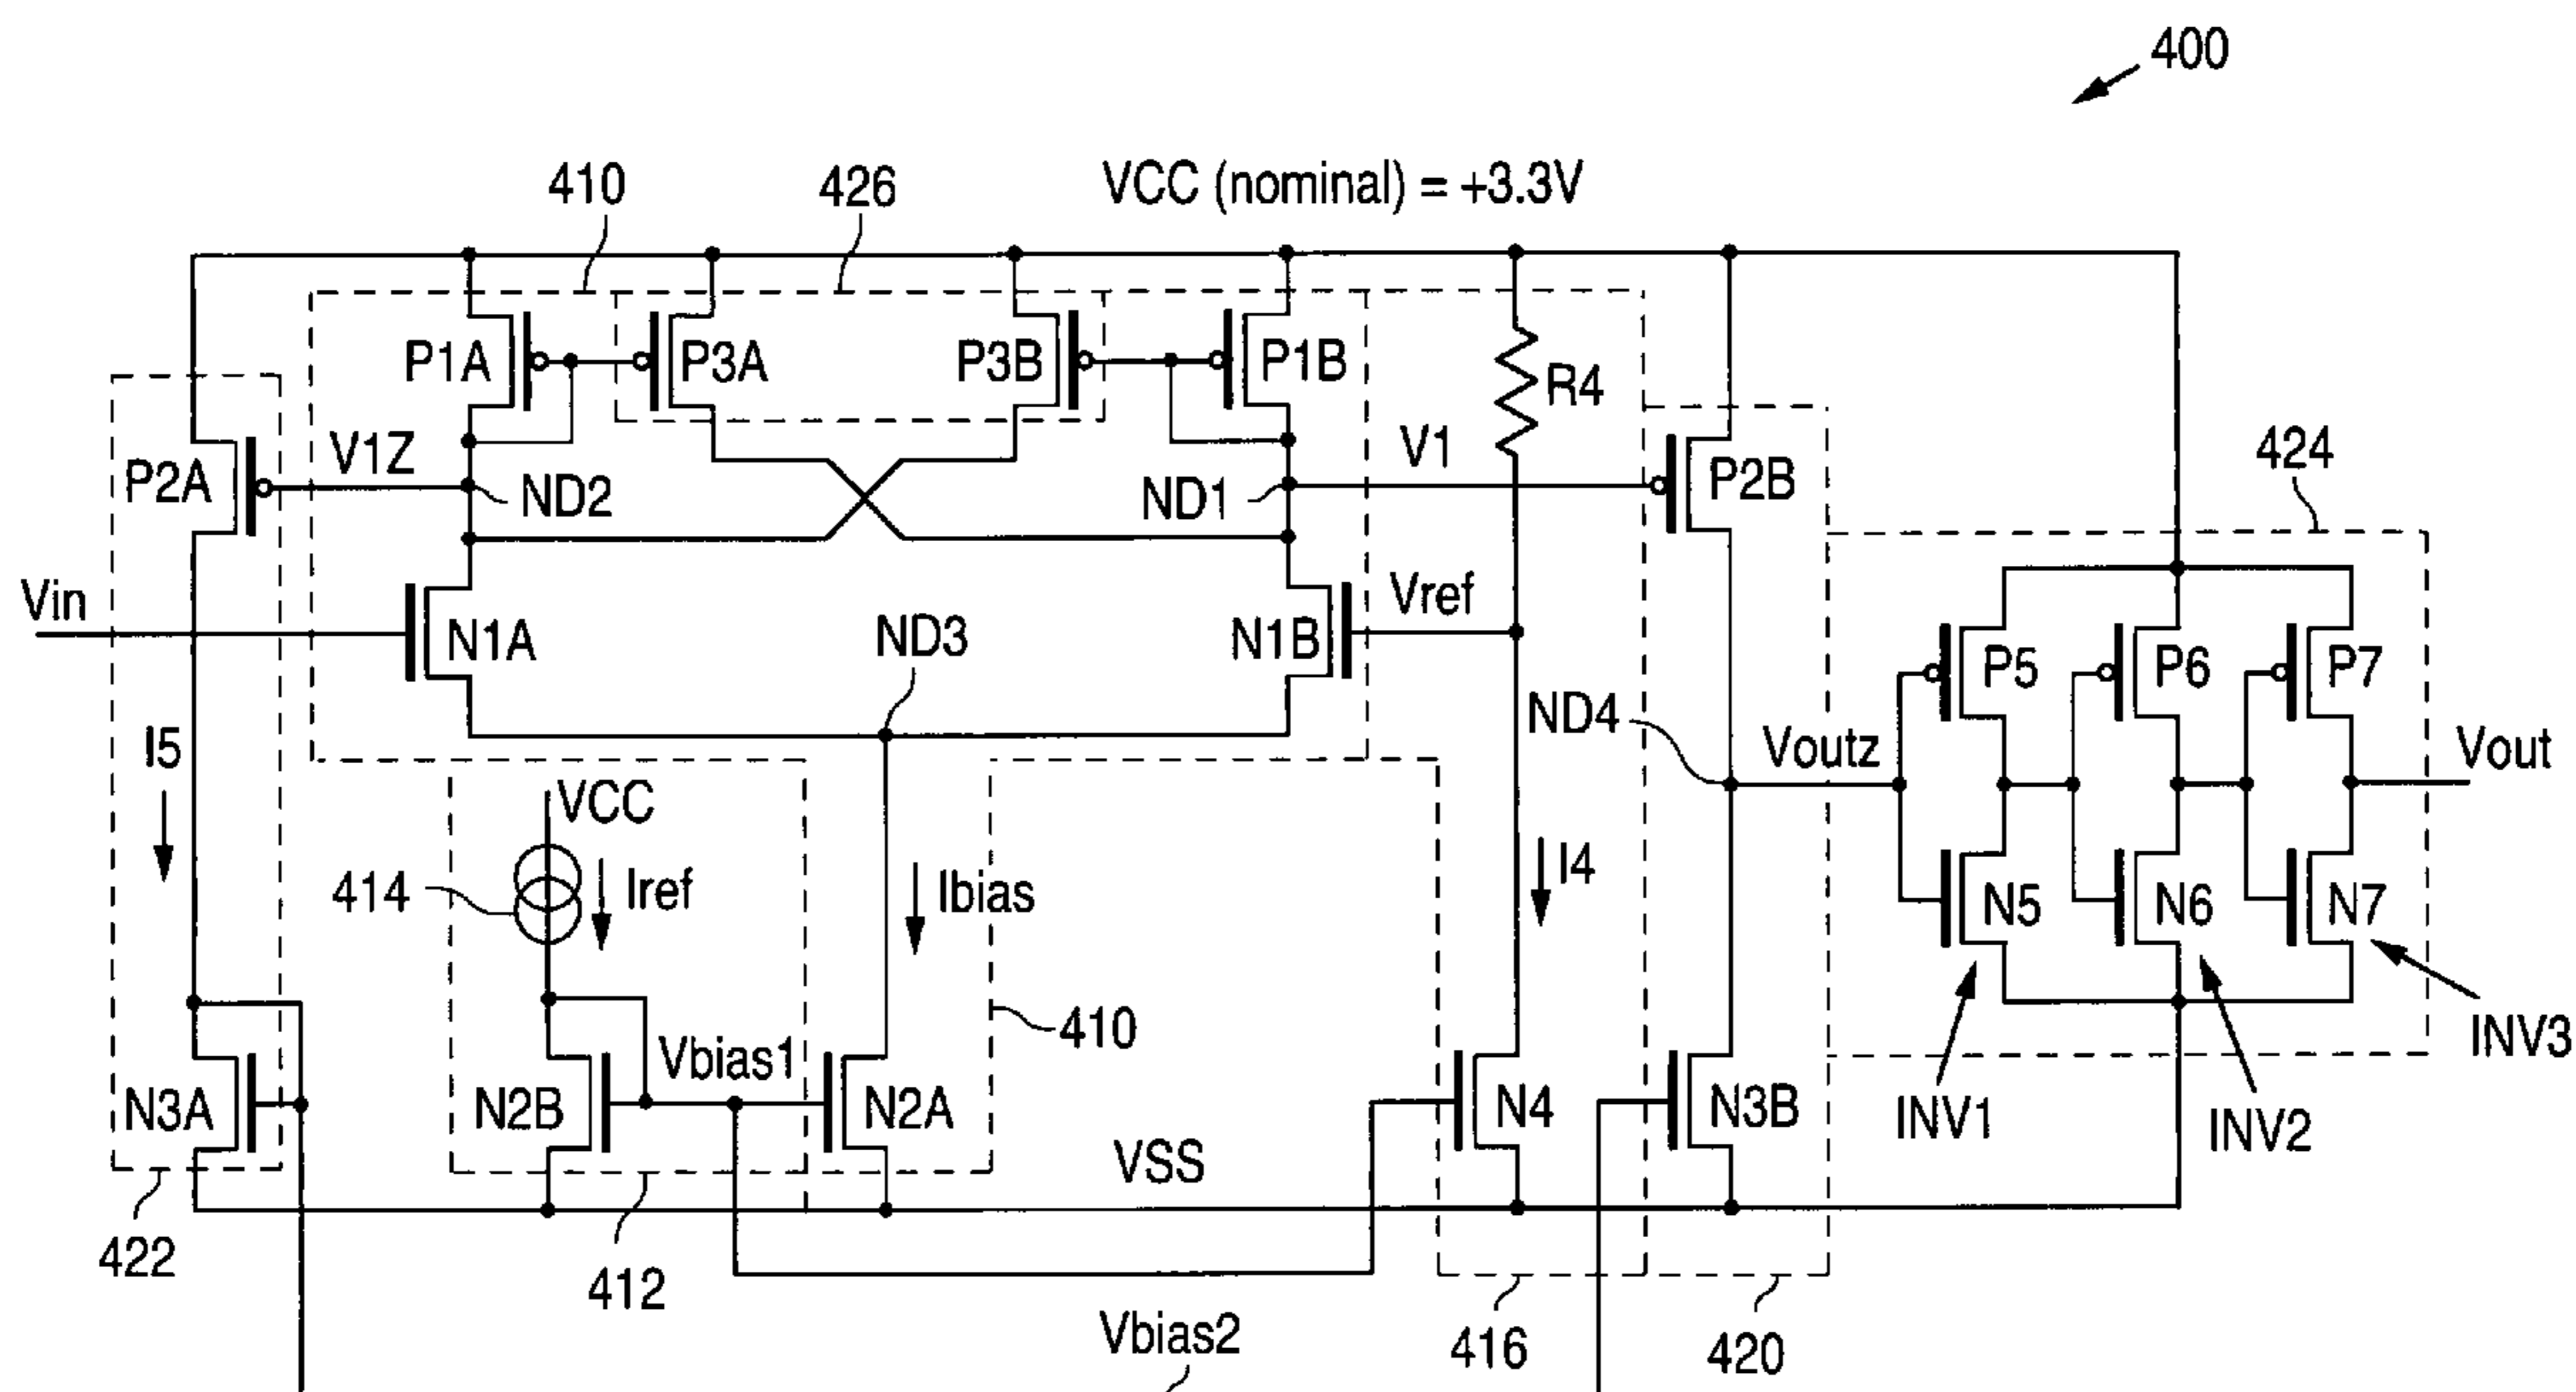 400
410
426
VCC (nominal) = +3.3V
P1A
P3A
P3B
P1B
R4
P2A
V1Z
ND2
ND1
V1
P2B
424
Vin
N1A
ND3
N1B
Vref
P5
P6
P7
I5
ND4
Voutz
Vout
VCC
414
Iref
Ibias
I4
N5
N6
N7
410
INV3
N3A
N2B
Vbias1
N2A
N4
N3B
INV1
INV2
VSS
422
412
Vbias2
416
420